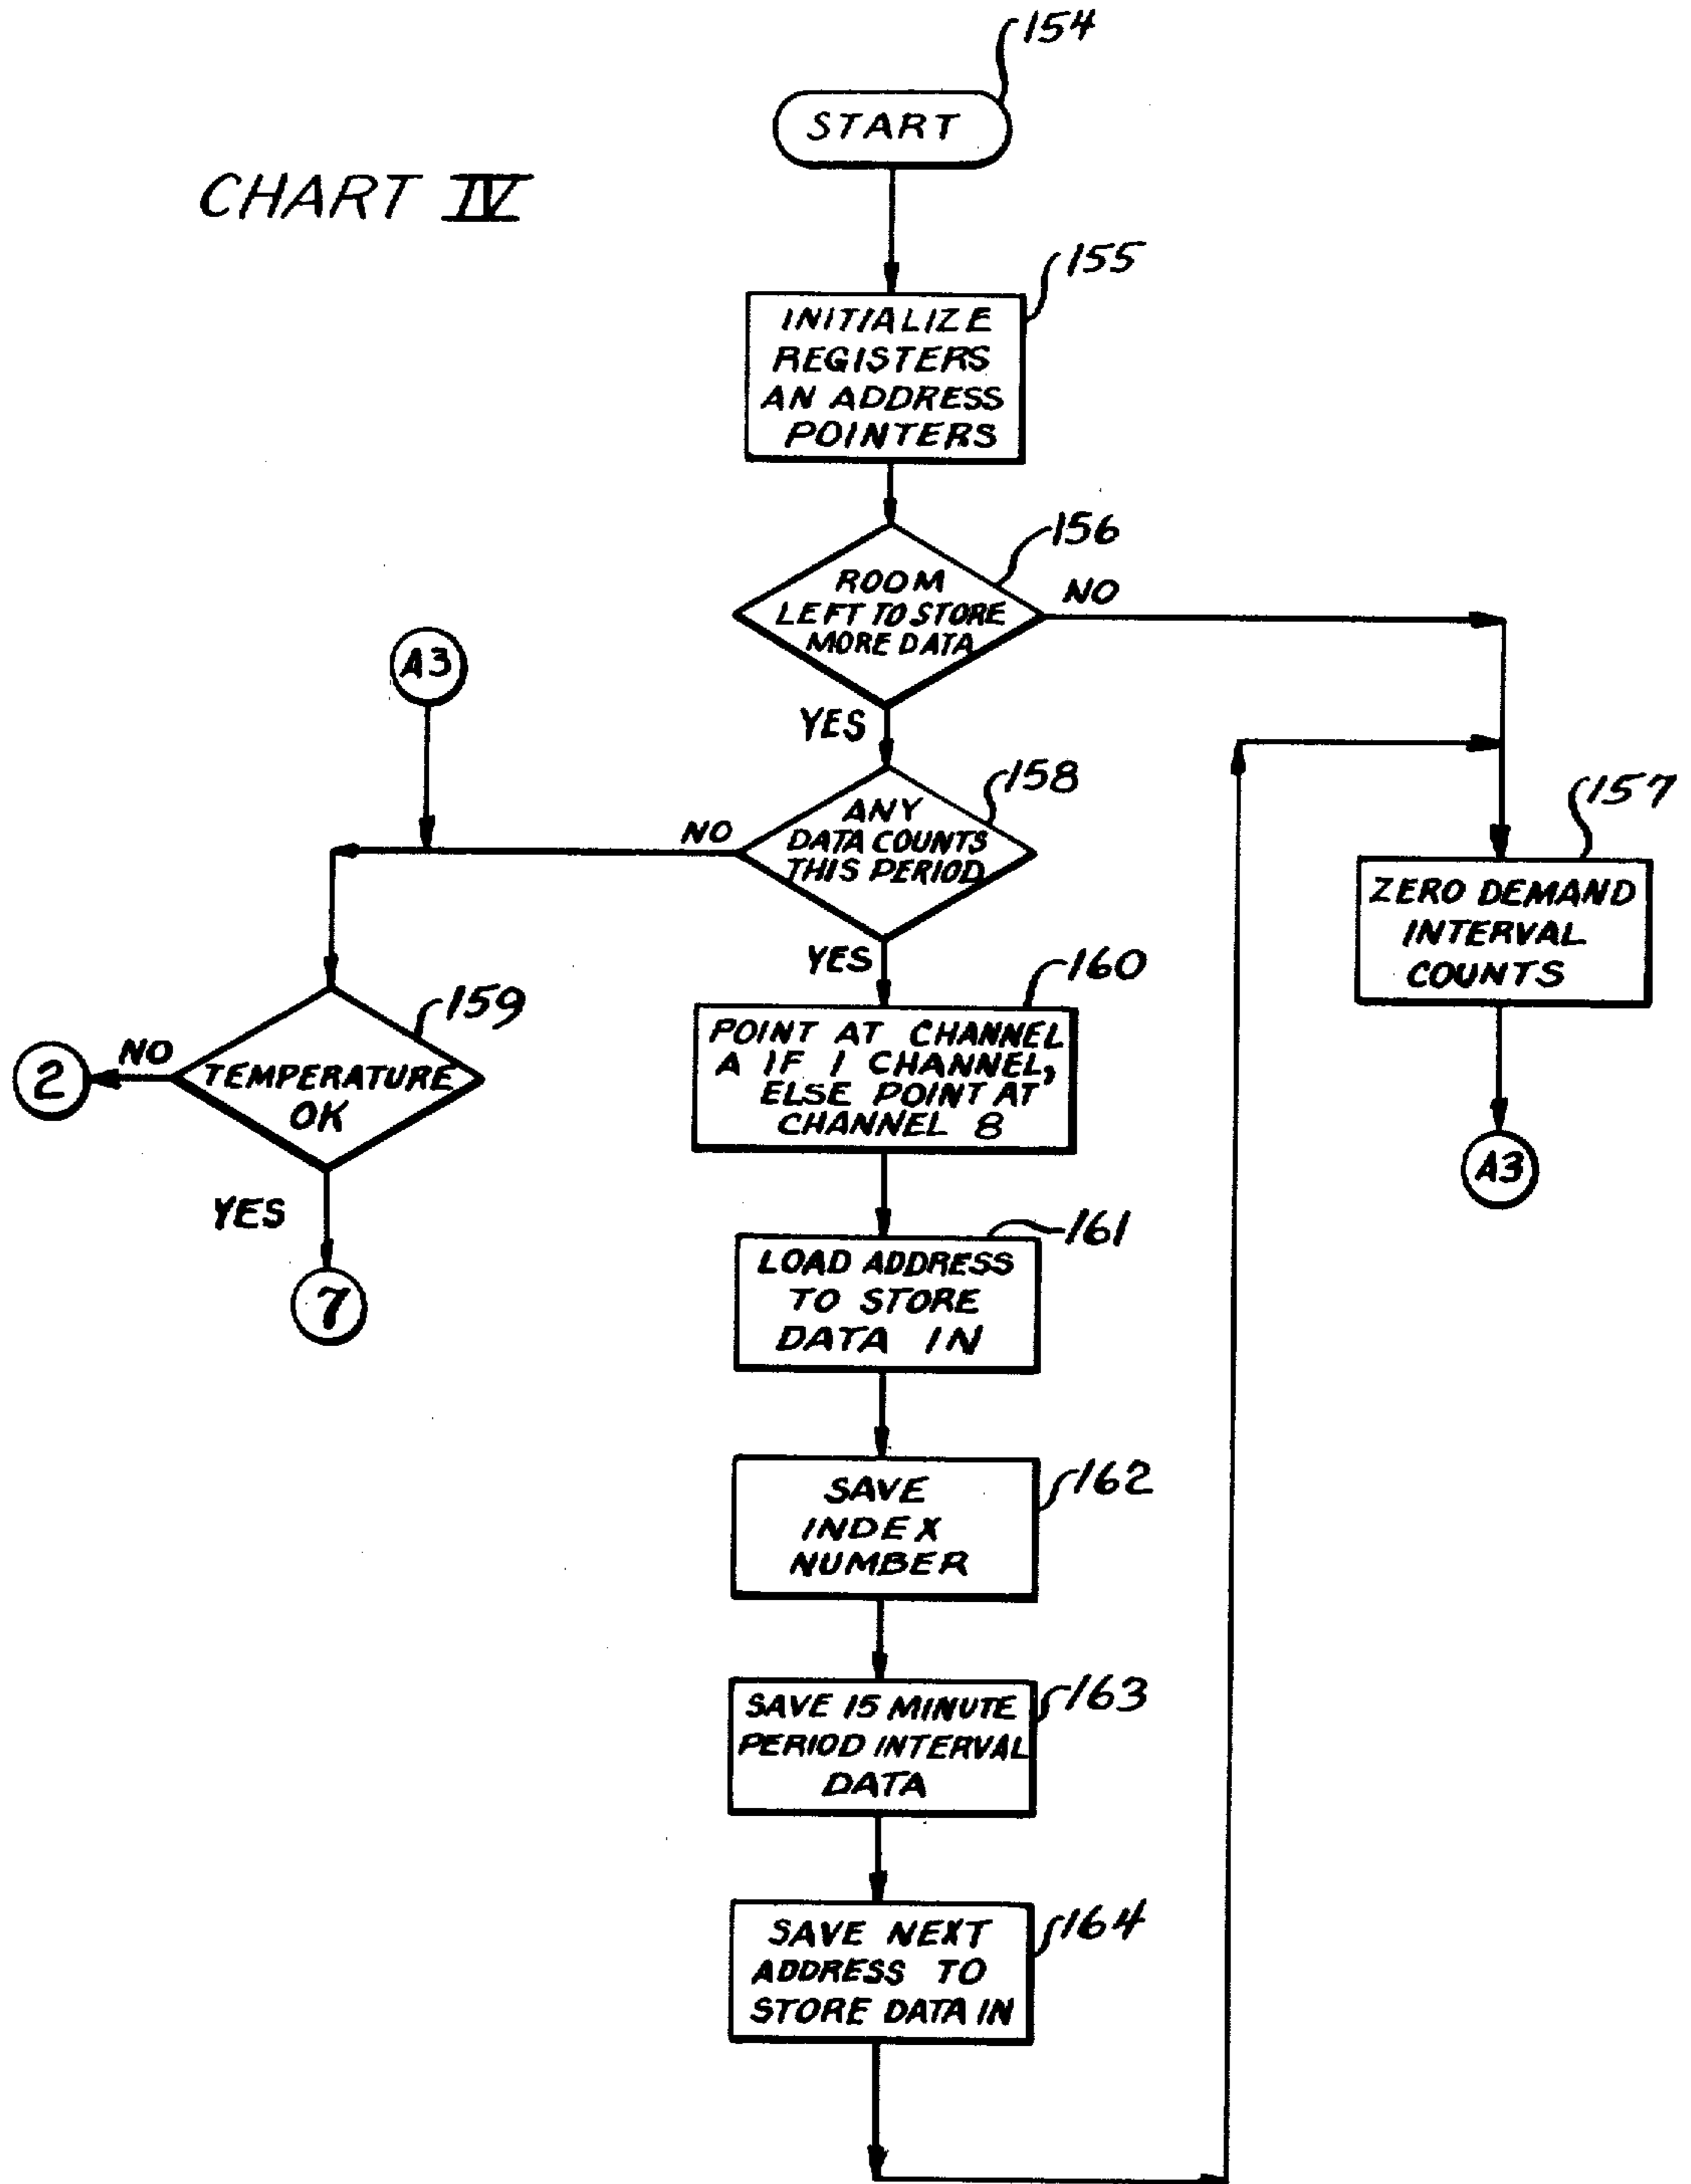 CHART IV
154
START
155
INITIALIZE
REGISTERS
AN ADDRESS
POINTERS
156
ROOM
LEFT TO STORE
MORE DATA
NO
YES
A3
158
ANY
DATA COUNTS
THIS PERIOD
NO
YES
157
ZERO DEMAND
INTERVAL
COUNTS
A3
159
TEMPERATURE
OK
NO
2
YES
7
160
POINT AT CHANNEL
A IF 1 CHANNEL,
ELSE POINT AT
CHANNEL 8
161
LOAD ADDRESS
TO STORE
DATA IN
162
SAVE
INDEX
NUMBER
163
SAVE 15 MINUTE
PERIOD INTERVAL
DATA
164
SAVE NEXT
ADDRESS TO
STORE DATA IN